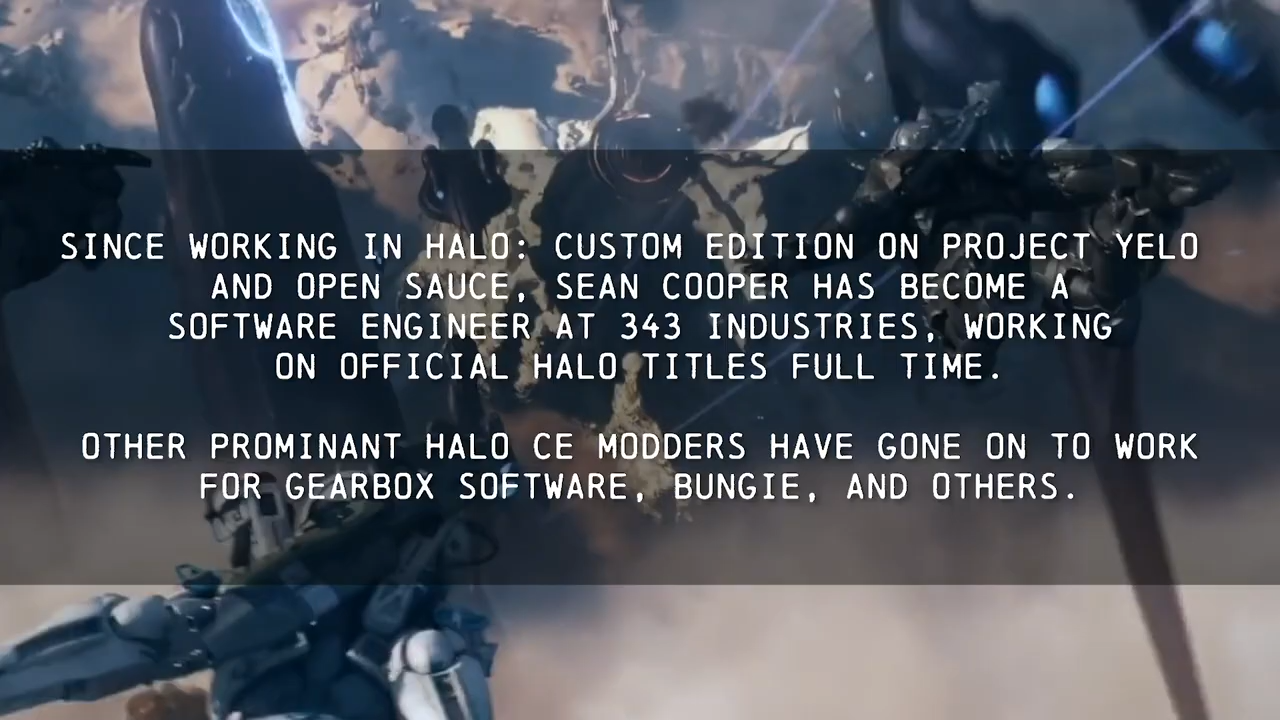 SINCE WORKING IN HALO: CUSTOM EDITION ON PROJECT YELO
AND OPEN SAUCE, SEAN COOPER HAS BECOME A
SOFTWARE ENGINEER AT 343 INDUSTRIES, WORKING
ON OFFICIAL HALO TITLES FULL TIME.
OTHER PROMINANT HALO CE MODDERS HAVE GONE ON TO WORK
FOR GEARBOX SOFTWARE, BUNGIE, AND OTHERS.